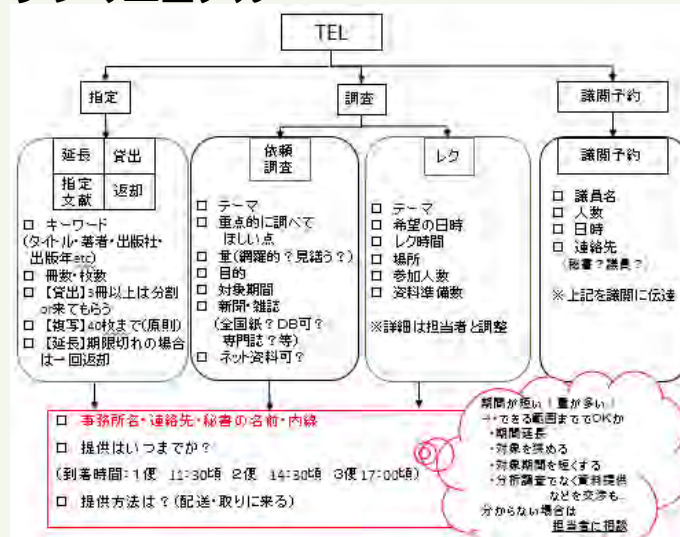 TEL
指定
調査
議閲予約
延長
貸出
指定
文献
返却
□ キーワード
(タイトル・著者・出版社・
出版年etc)
□ 冊数・枚数
□ 【貸出】5冊以上は分割
or来てもらう
□ 【複写】40枚まで(原則)
□ 【延長】期限切れの場合
は一回返却
依頼
調査
□ テーマ
□ 重点的に調べて
ほしい点
□ 量(網羅的?見繕う?)
□ 目的
□ 対象期間
□ 新聞・雑誌
(全国紙?DB可?
専門誌?等)
□ ネット資料可?
レク
□ テーマ
□ 希望の日時
□ レク時間
□ 場所
□ 参加人数
□ 資料準備数
※詳細は担当者と調整
議閲予約
□ 議員名
□ 人数
□ 日時
□ 連絡先
(秘書?議員?)
※上記を議閲に伝達
□ 事務所名・連絡先・秘書の名前・内線
□ 提供はいつまでか?
(到着時間:1便 11:30頃 2便 14:30頃 3便17:00頃)
□ 提供方法は?(配送・取りに来る)
期間が短い!量が多い!
→・できる範囲まででOKか
・期間延長
・対象を狭める
・対象期間を短くする
・分析調査でなく資料提供
などを交渉も
分からない場合は
担当者に相談